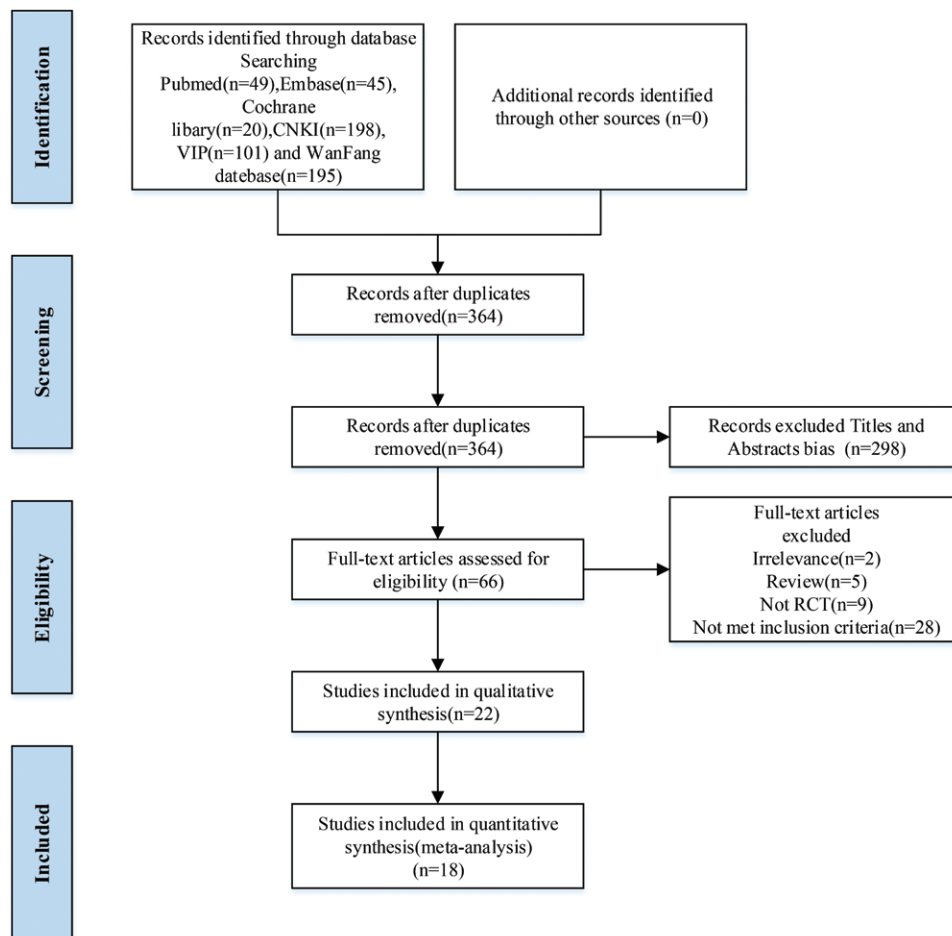 Identification
Records identified through database
Searching
Pubmed(n=49),Embase(n=45),
Cochrane
libary(n=20),CNKI(n=198),
VIP(n=101) and WanFang
datebase(n=195)
Additional records identified
through other sources (n=0)
Screening
Records after duplicates
removed(n=364)
Records after duplicates
removed(n=364)
Records excluded Titles and
Abstracts bias (n=298)
Eligibility
Full-text articles assessed for
eligibility (n=66)
Full-text articles
excluded
Irrelevance(n=2)
Review(n=5)
Not RCT(n=9)
Not met inclusion criteria(n=28)
Studies included in qualitative
synthesis(n=22)
Included
Studies included in quantitative
synthesis(meta-analysis)
(n=18)